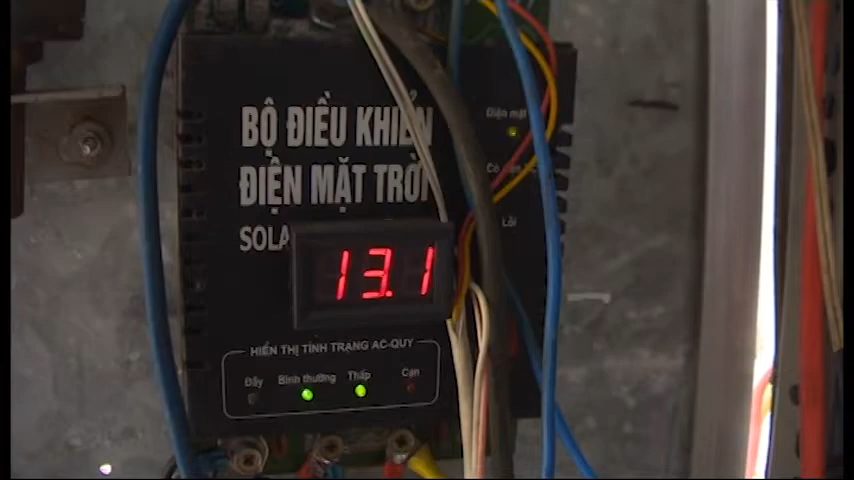 BỘ ĐIỀU KHIỂN
ĐIỆN MẶT TRỜI
Điện mặt
Lỗi
13.1
HIỂN THỊ TÌNH TRẠNG AC-QUY
Đầy Bình thường Thấp Cạn